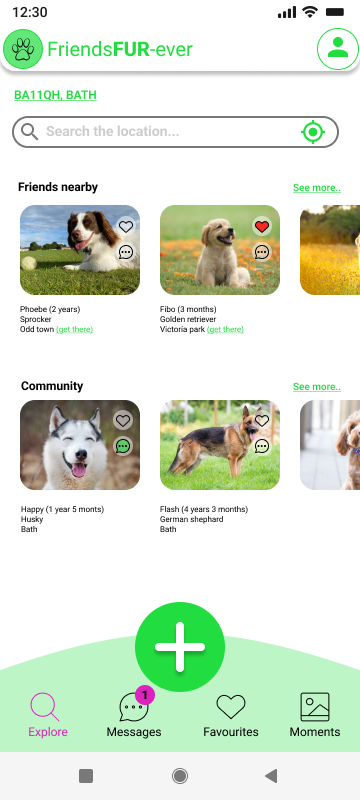 12:30
FriendsFUR-ever
BA11QH, BATH
Search the location...
Friends nearby
See more..
Phoebe (2 years)
Sprocker
Odd town (get there)
Fibo (3 months)
Golden retriever
Victoria park (get there)
Community
See more..
Happy (1 year 5 monts)
Husky
Bath
Flash (4 years 3 months)
German shephard
Bath
1
Explore
Messages
Favourites
Moments